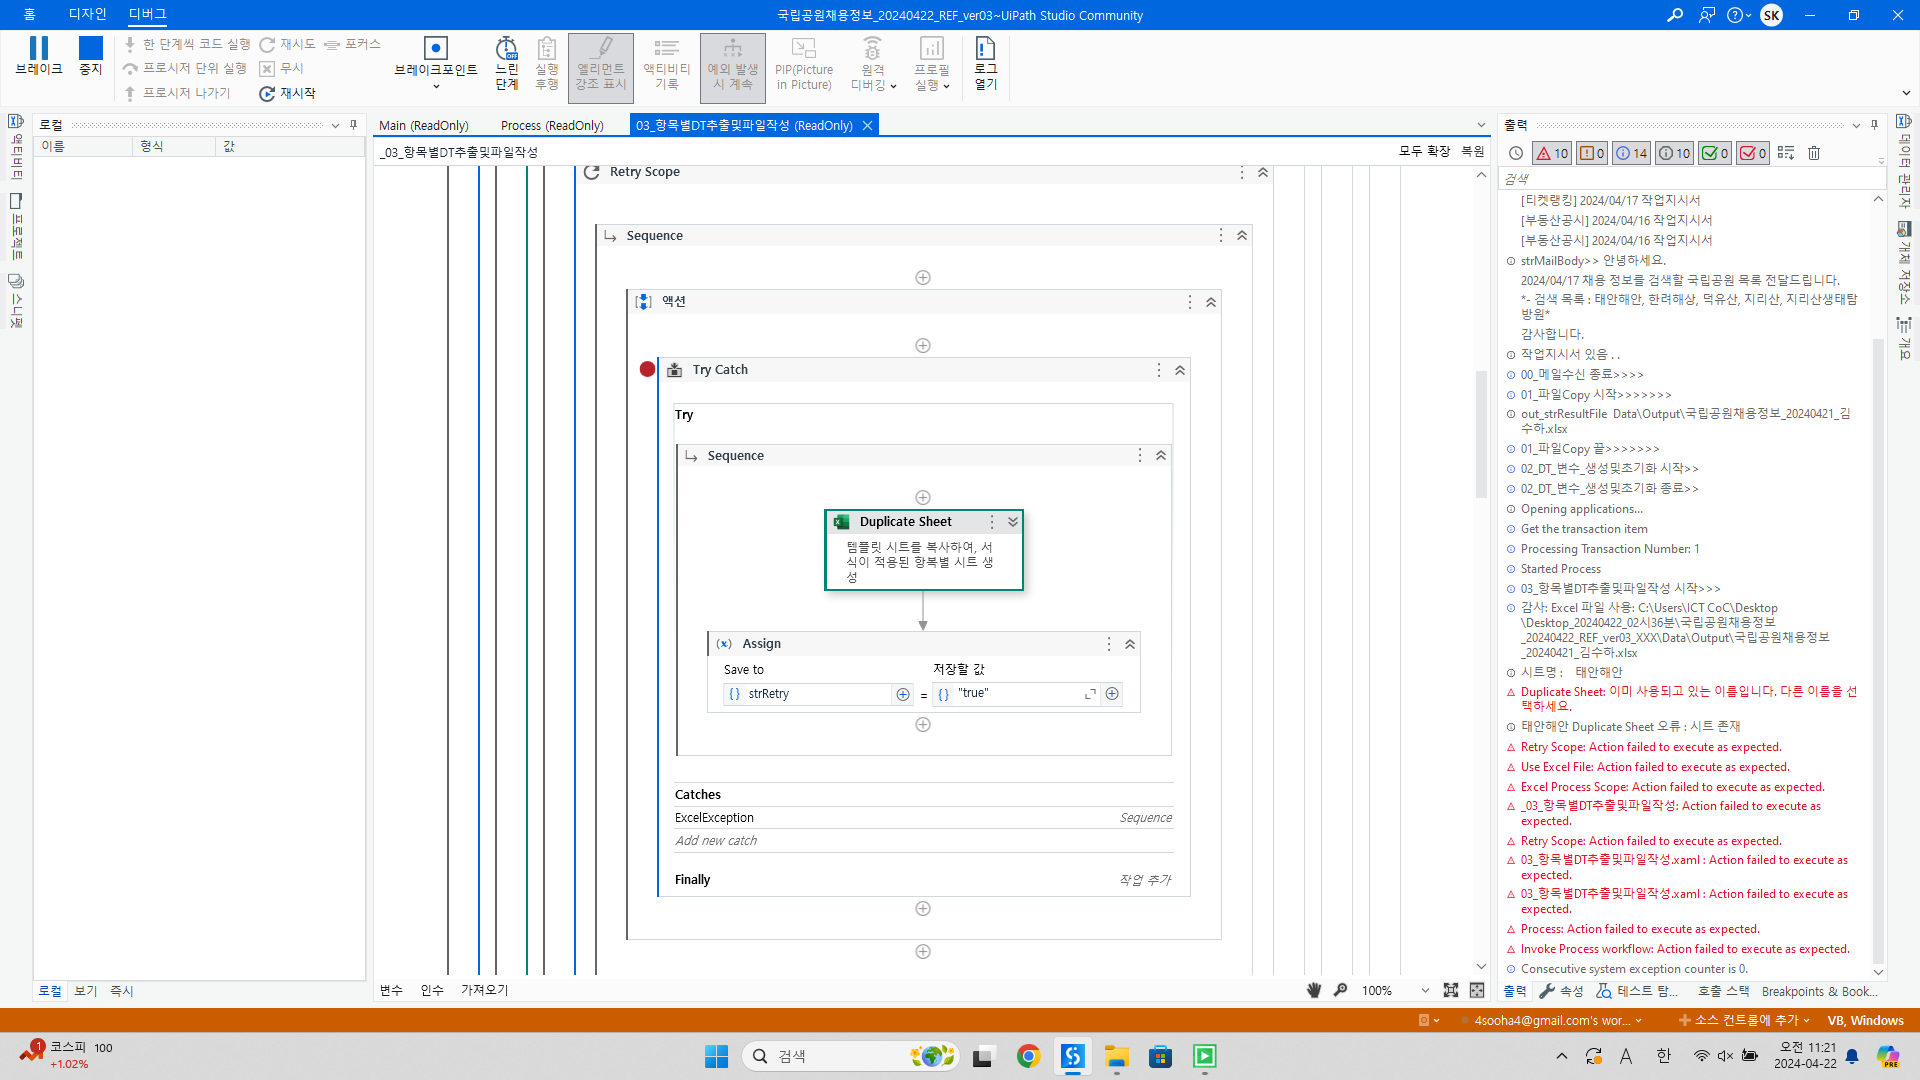 홈 디자인 디버그
국립공원채용정보_20240422_REF_ver03~UiPath Studio Community
SK
브레이크
중지
한 단계씩 코드 실행
프로시저 단위 실행
프로시저 나가기
재시도
포커스
무시
재시작
브레이크포인트
느린
단계
실행
후행
엘리먼트
강조 표시
액티비티
기록
예외 발생
시 계속
PIP(Picture
in Picture)
원격
디버깅
프로필
실행
로그
열기
액티비티
프로젝트
스니펫
로컬
이름 형식 값
로컬 보기 즉시
Main (ReadOnly)
Process (ReadOnly)
03_항목별DT추출및파일작성 (ReadOnly)
_03_항목별DT추출및파일작성
모두 확장 복원
Retry Scope
Sequence
액션
Try Catch
Try
Sequence
Duplicate Sheet
템플릿 시트를 복사하여, 서
식이 적용된 항복별 시트 생
성
Assign
Save to
저장할 값
strRetry
=
"true"
Catches
ExcelException
Sequence
Add new catch
Finally
작업 추가
변수 인수 가져오기
100%
출력
10 0 14 10 0 0
검색
[티켓랭킹] 2024/04/17 작업지시서
[부동산공시] 2024/04/16 작업지시서
[부동산공시] 2024/04/16 작업지시서
strMailBody>> 안녕하세요.
2024/04/17 채용 정보를 검색할 국립공원 목록 전달드립니다.
*- 검색 목록 : 태안해안, 한려해상, 덕유산, 지리산, 지리산생태탐
방원*
감사합니다.
작업지시서 있음 . .
00_메일수신 종료>>>>
01_파일Copy 시작>>>>>>>
out_strResultFile Data\Output\국립공원채용정보_20240421_김
수하.xlsx
01_파일Copy 끝>>>>>>>
02_DT_변수_생성및초기화 시작>>
02_DT_변수_생성및초기화 종료>>
Opening applications...
Get the transaction item
Processing Transaction Number: 1
Started Process
03_항목별DT추출및파일작성 시작>>>
감사: Excel 파일 사용: C:\Users\ICT CoC\Desktop
\Desktop_20240422_02시36분\국립공원채용정보
_20240422_REF_ver03_XXX\Data\Output\국립공원채용정보
_20240421_김수하.xlsx
시트명 : 태안해안
Duplicate Sheet: 이미 사용되고 있는 이름입니다. 다른 이름을 선
택하세요.
태안해안 Duplicate Sheet 오류 : 시트 존재
Retry Scope: Action failed to execute as expected.
Use Excel File: Action failed to execute as expected.
Excel Process Scope: Action failed to execute as expected.
_03_항목별DT추출및파일작성: Action failed to execute as
expected.
Retry Scope: Action failed to execute as expected.
03_항목별DT추출및파일작성.xaml : Action failed to execute as
expected.
03_항목별DT추출및파일작성.xaml : Action failed to execute as
expected.
Process: Action failed to execute as expected.
Invoke Process workflow: Action failed to execute as expected.
Consecutive system exception counter is 0.
출력 속성 테스트 탐... 호출 스택 Breakpoints & Book...
데이터 관리자
개체 저장소
개요
4sooha4@gmail.com's wor...
소스 컨트롤에 추가
VB, Windows
1
코스피 100
+1.02%
검색
A
한
오전 11:21
2024-04-22
PRE